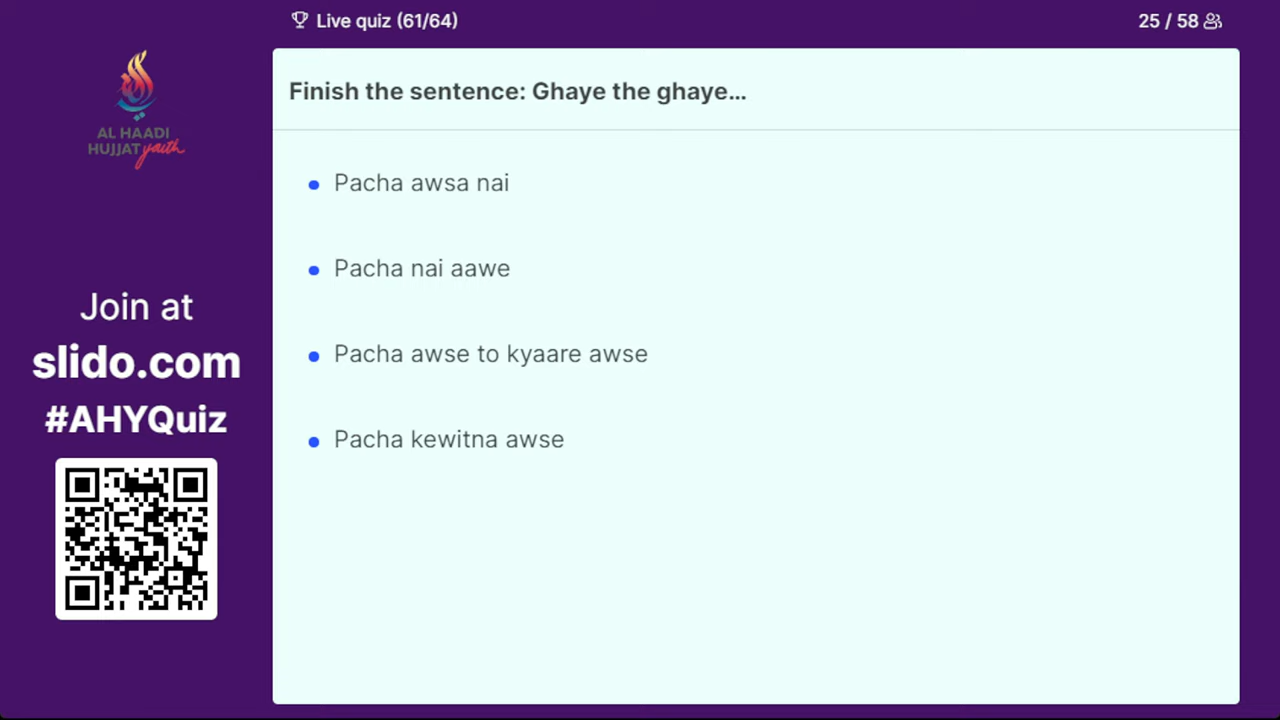 Live quiz (61/64)
25 / 58
AL HAADI
HUJJAT youth
Finish the sentence: Ghaye the ghaye...
Pacha awsa nai
Pacha nai aawe
Pacha awse to kyaare awse
Pacha kewitna awse
Join at
slido.com
#AHYQuiz